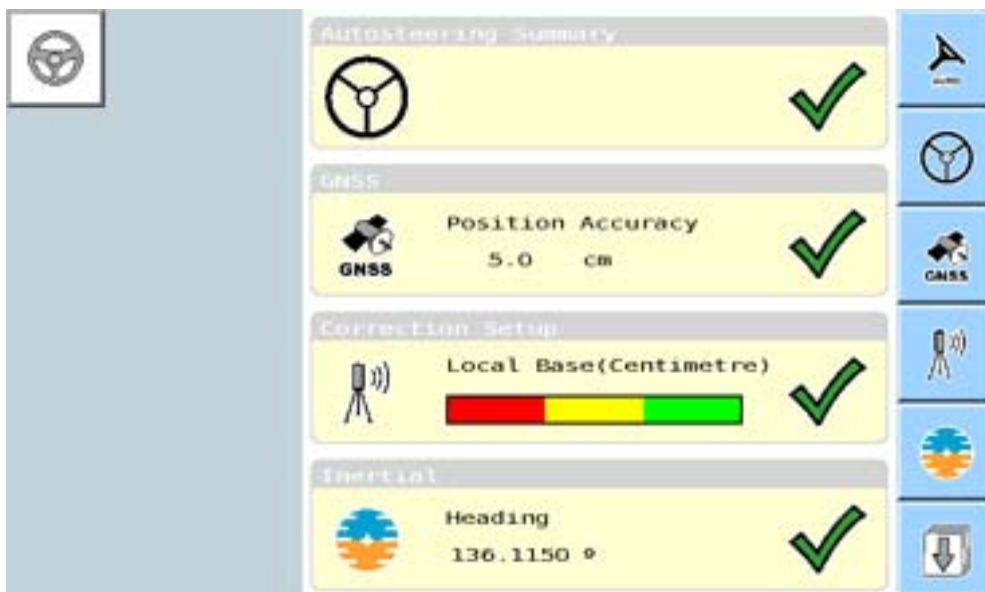 Autosteering Summary
GNSS
Position Accuracy
5.0 cm
GNSS
Correction Setup
Local Base(Centimetre)
Inertial
Heading
136.1150 º
AUTO
GNSS